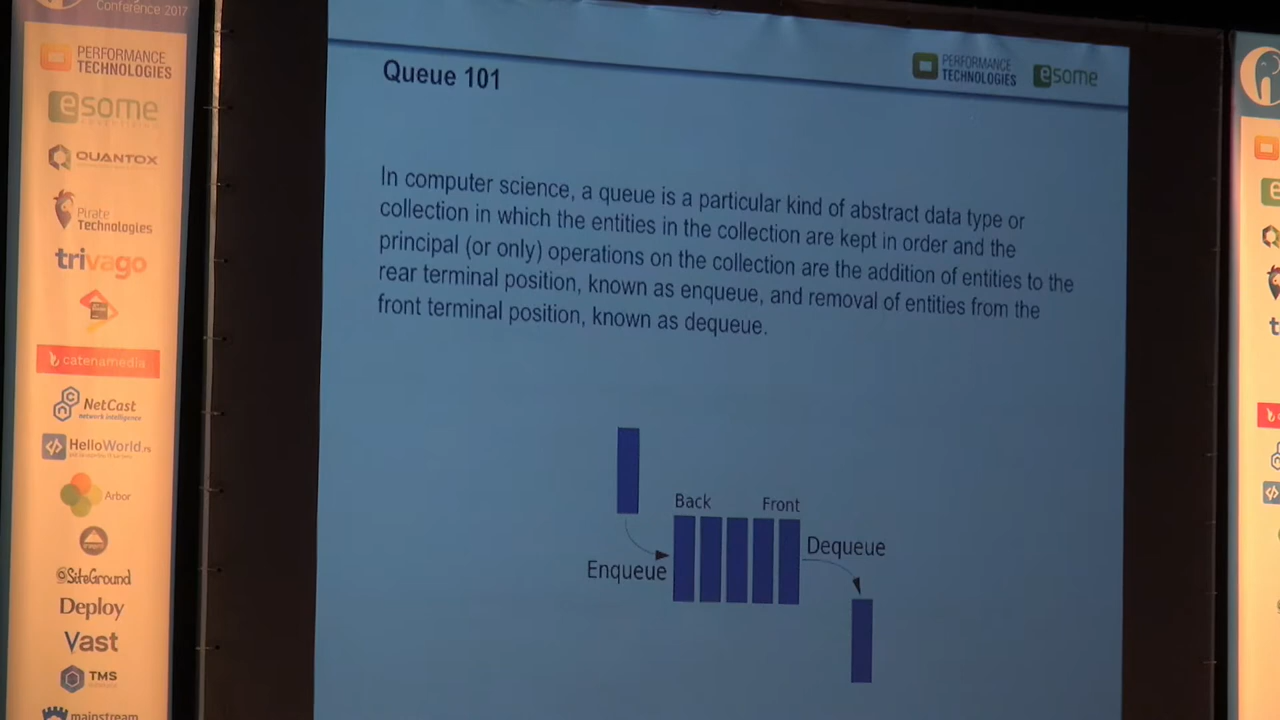 Conference 2017
PERFORMANCE
TECHNOLOGIES
esome
QUANTOX
Pirate
Technologies
trivago
catenamedia
NetCast
network intelligence
HelloWorld.rs
Arbor
SiteGround
Deploy
Vast
TMS
mainstream
Queue 101
PERFORMANCE
TECHNOLOGIES
esome
In computer science, a queue is a particular kind of abstract data type or
collection in which the entities in the collection are kept in order and the
principal (or only) operations on the collection are the addition of entities to the
rear terminal position, known as enqueue, and removal of entities from the
front terminal position, known as dequeue.
Back
Front
Enqueue
Dequeue